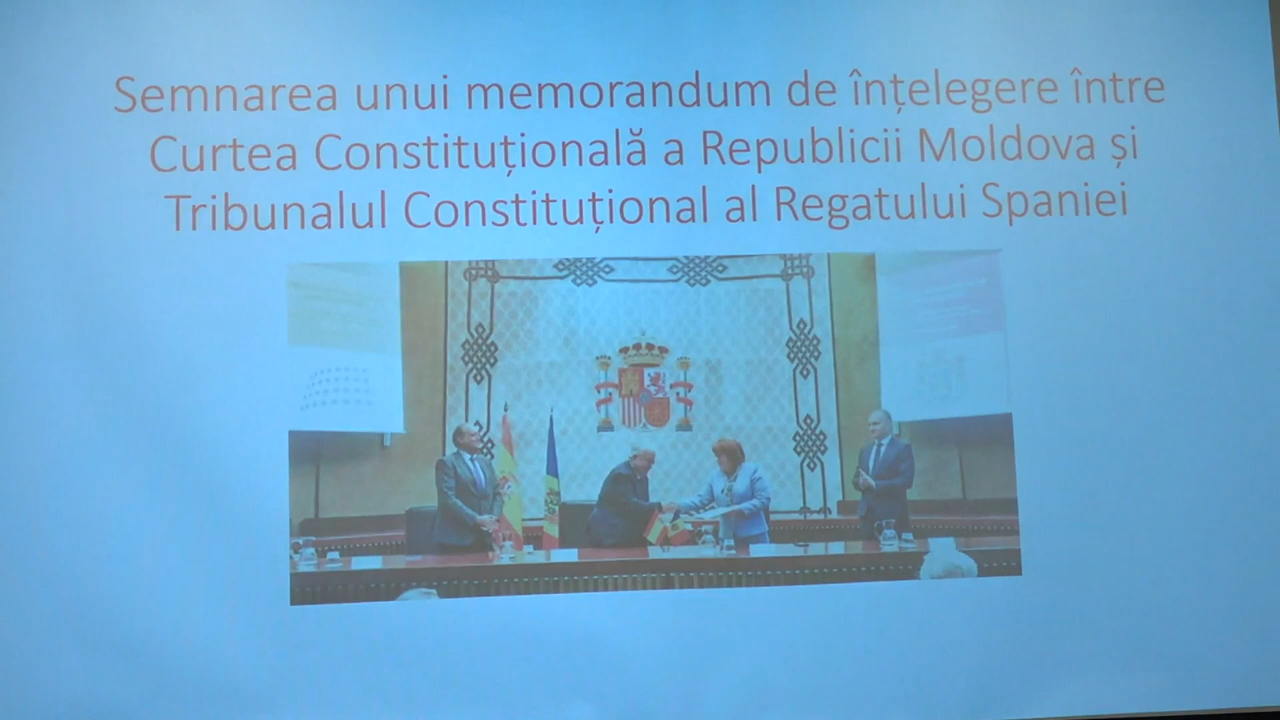 Semnarea unui memorandum de înțelegere între
Curtea Constituțională a Republicii Moldova și
Tribunalul Constituțional al Regatului Spaniei